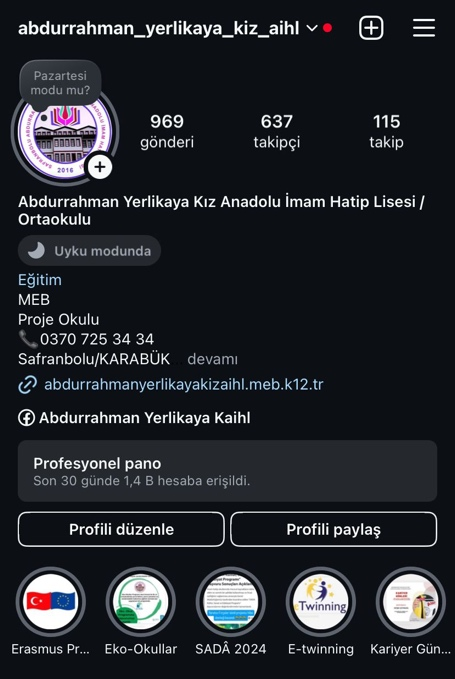 abdurrahman_yerlikaya_kiz_aihl
Pazartesi
modu mu?
2016
969
gönderi
637
takipçi
115
takip
Abdurrahman Yerlikaya Kız Anadolu İmam Hatip Lisesi /
Ortaokulu
Uyku modunda
Eğitim
MEB
Proje Okulu
📞0370 725 34 34
Safranbolu/KARABÜK devamı
abdurrahmanyerlikayakizaihl.meb.k12.tr
Abdurrahman Yerlikaya Kaihl
Profesyonel pano
Son 30 günde 1,4 B hesaba erişildi.
Profili düzenle
Profili paylaş
eTwinning
Erasmus Pr...
Eko-Okullar
SADÂ 2024
E-twinning
Kariyer Gün...